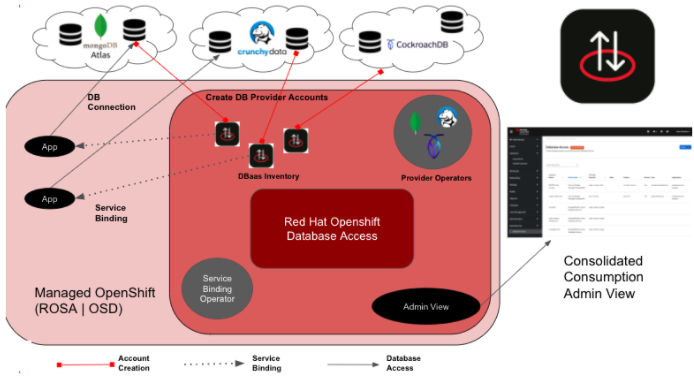 mongoDB
Atlas
crunchydata
CockroachDB
DB
Connection
Create DB Provider Accounts
App
DBaas Inventory
Provider Operators
App
Service
Binding
Red Hat Openshift
Database Access
Service
Binding
Operator
Managed OpenShift
(ROSA | OSD)
Admin View
Consolidated
Consumption
Admin View
Account
Creation
Service
Binding
Database
Access